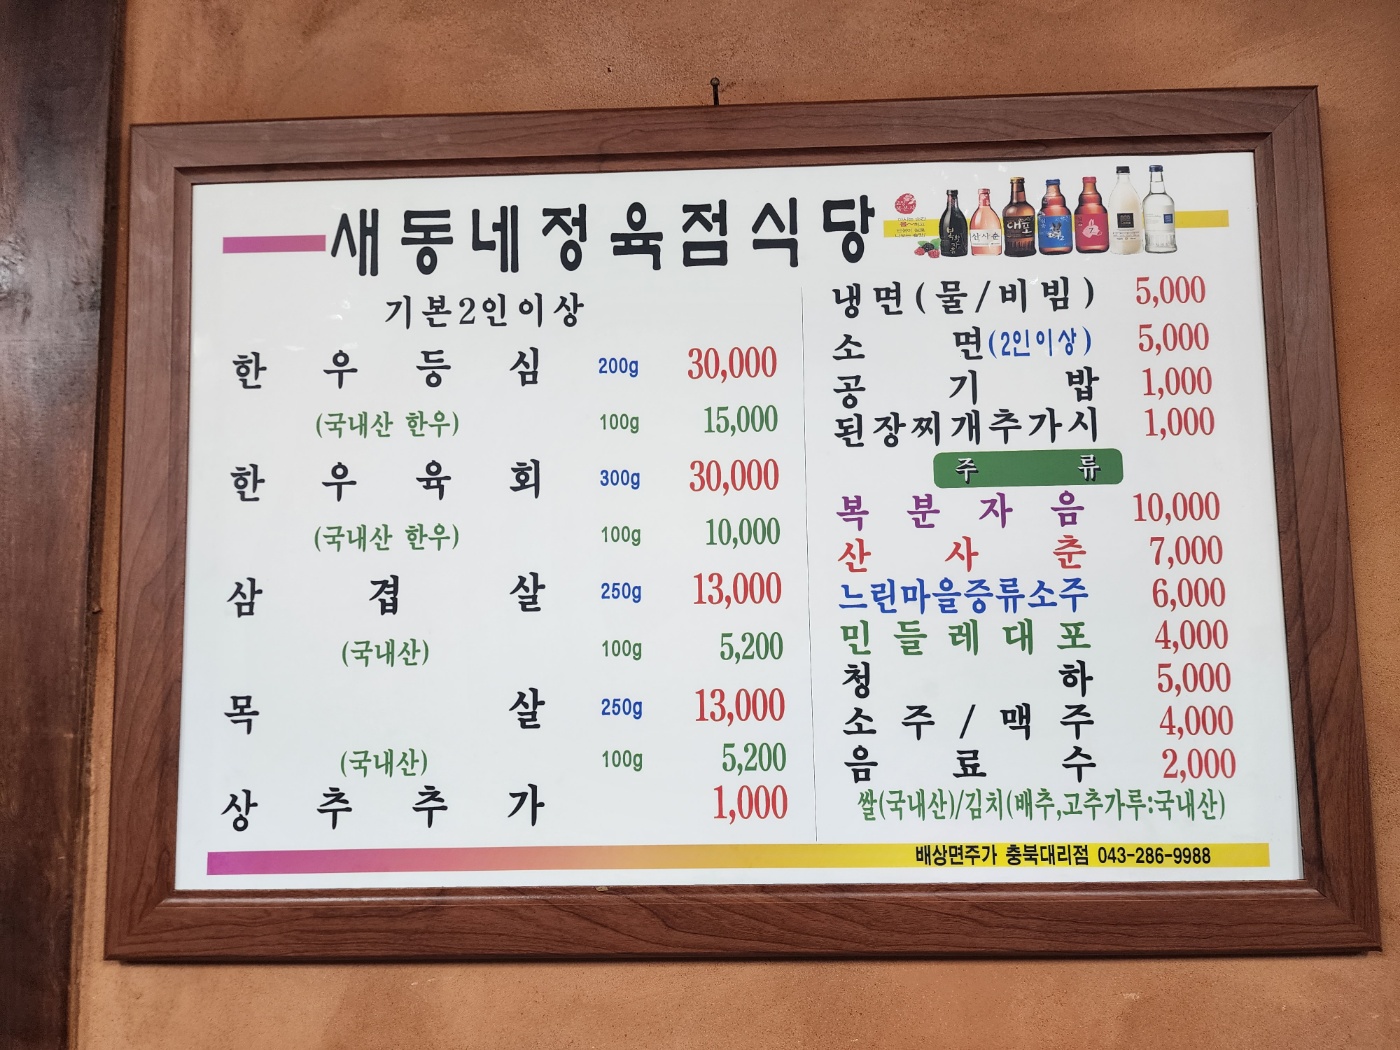 새동네정육점식당
기본2인이상
한우등심 200g 30,000
(국내산 한우) 100g 15,000
한우육회 300g 30,000
(국내산 한우) 100g 10,000
삼겹살 250g 13,000
(국내산) 100g 5,200
목살 250g 13,000
(국내산) 100g 5,200
상추추가 1,000
냉면(물/비빔) 5,000
소면(2인이상) 5,000
공기밥 1,000
된장찌개추가시 1,000
주류
복분자음 10,000
산사춘 7,000
느린마을증류소주 6,000
민들레대포 4,000
청하 5,000
소주/맥주 4,000
음료수 2,000
쌀(국내산)/김치(배추,고추가루:국내산)
배상면주가 충북대리점 043-286-9988
산사춘
대포